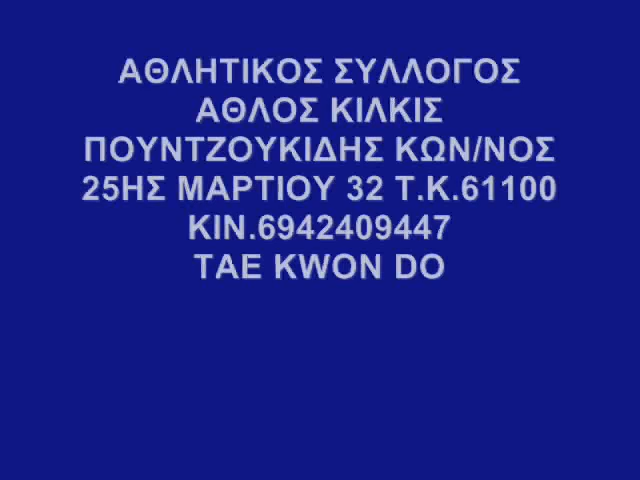 ΑΘΛΗΤΙΚΟΣ ΣΥΛΛΟΓΟΣ
ΑΘΛΟΣ ΚΙΛΚΙΣ
ΠΟΥΝΤΖΟΥΚΙΔΗΣ ΚΩΝ/ΝΟΣ
25ΗΣ ΜΑΡΤΙΟΥ 32 Τ.Κ.61100
ΚΙΝ.6942409447
TAE KWON DO